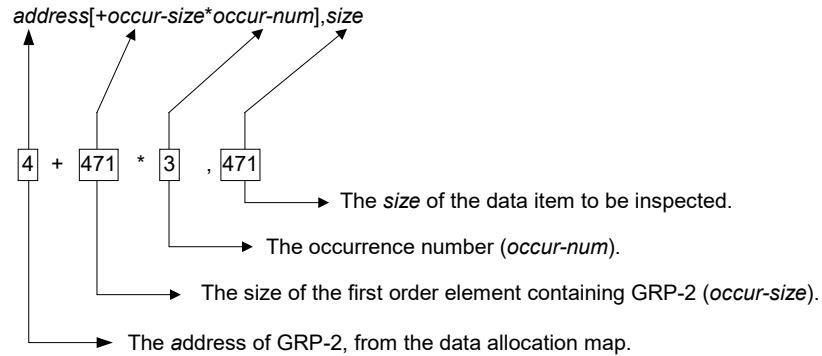 address[+occur-size*occur-num],size
4 + 471 * 3 , 471
The size of the data item to be inspected.
The occurrence number (occur-num).
The size of the first order element containing GRP-2 (occur-size).
The address of GRP-2, from the data allocation map.